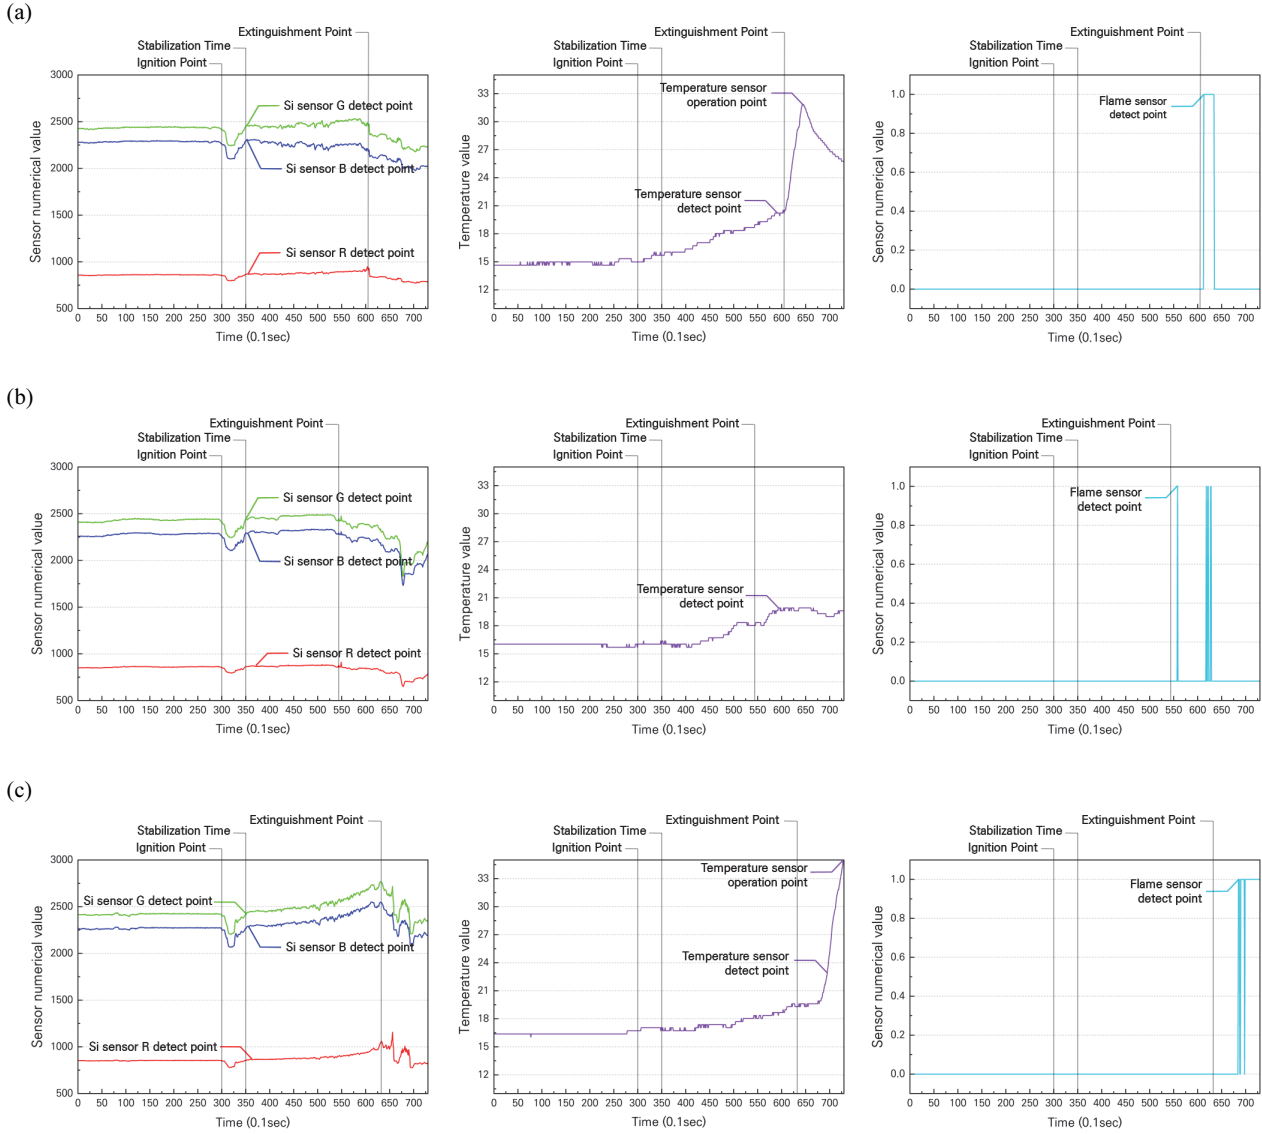 (a)
Extinguishment Point
Stabilization Time
Ignition Point
3000
2500
2000
1500
1000
500
Sensor numerical value
Si sensor G detect point
Si sensor B detect point
Si sensor R detect point
0 50 100 150 200 250 300 350 400 450 500 550 600 650 700
Time (0.1sec)
Extinguishment Point
Stabilization Time
Ignition Point
33
30
27
24
21
18
15
12
Temperature value
Temperature sensor
operation point
Temperature sensor
detect point
0 50 100 150 200 250 300 350 400 450 500 550 600 650 700
Time (0.1sec)
Extinguishment Point
Stabilization Time
Ignition Point
1.0
0.8
0.6
0.4
0.2
0.0
Sensor numerical value
Flame sensor
detect point
0 50 100 150 200 250 300 350 400 450 500 550 600 650 700
Time (0.1sec)
(b)
Extinguishment Point
Stabilization Time
Ignition Point
3000
2500
2000
1500
1000
500
Sensor numerical value
Si sensor G detect point
Si sensor B detect point
Si sensor R detect point
0 50 100 150 200 250 300 350 400 450 500 550 600 650 700
Time (0.1sec)
Extinguishment Point
Stabilization Time
Ignition Point
33
30
27
24
21
18
15
12
Temperature value
Temperature sensor
detect point
0 50 100 150 200 250 300 350 400 450 500 550 600 650 700
Time (0.1sec)
Extinguishment Point
Stabilization Time
Ignition Point
1.0
0.8
0.6
0.4
0.2
0.0
Sensor numerical value
Flame sensor
detect point
0 50 100 150 200 250 300 350 400 450 500 550 600 650 700
Time (0.1sec)
(c)
Extinguishment Point
Stabilization Time
Ignition Point
3000
2500
2000
1500
1000
500
Sensor numerical value
Si sensor G detect point
Si sensor B detect point
Si sensor R detect point
0 50 100 150 200 250 300 350 400 450 500 550 600 650 700
Time (0.1sec)
Extinguishment Point
Stabilization Time
Ignition Point
33
30
27
24
21
18
15
12
Temperature value
Temperature sensor
operation point
Temperature sensor
detect point
0 50 100 150 200 250 300 350 400 450 500 550 600 650 700
Time (0.1sec)
Extinguishment Point
Stabilization Time
Ignition Point
1.0
0.8
0.6
0.4
0.2
0.0
Sensor numerical value
Flame sensor
detect point
0 50 100 150 200 250 300 350 400 450 500 550 600 650 700
Time (0.1sec)